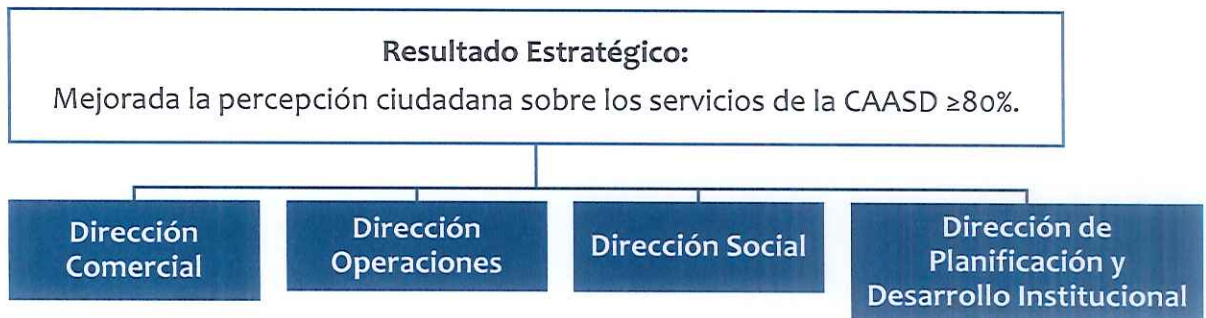 Resultado Estratégico:
Mejorada la percepción ciudadana sobre los servicios de la CAASD ≥80%.
Dirección
Comercial
Dirección
Operaciones
Dirección Social
Dirección de
Planificación y
Desarrollo Institucional